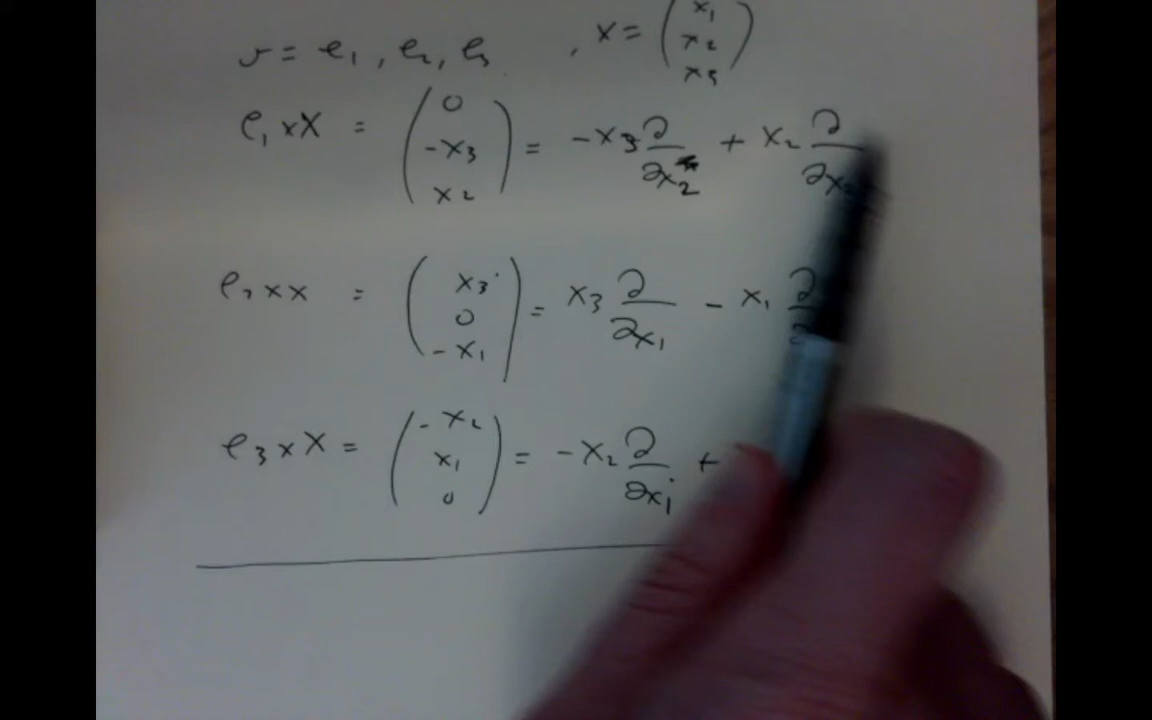 v = e₁, e₂, e₃ , x = (x₁ x₂ x₃)
e₁ × X = (0 -x₃ x₂) = -x₃ ∂/∂x₂ + x₂ ∂/∂x
e₂ × x = (x₃ 0 -x₁) = x₃ ∂/∂x₁ - x₁ ∂/∂
e₃ × X = (-x₂ x₁ 0) = -x₂ ∂/∂x₁ +